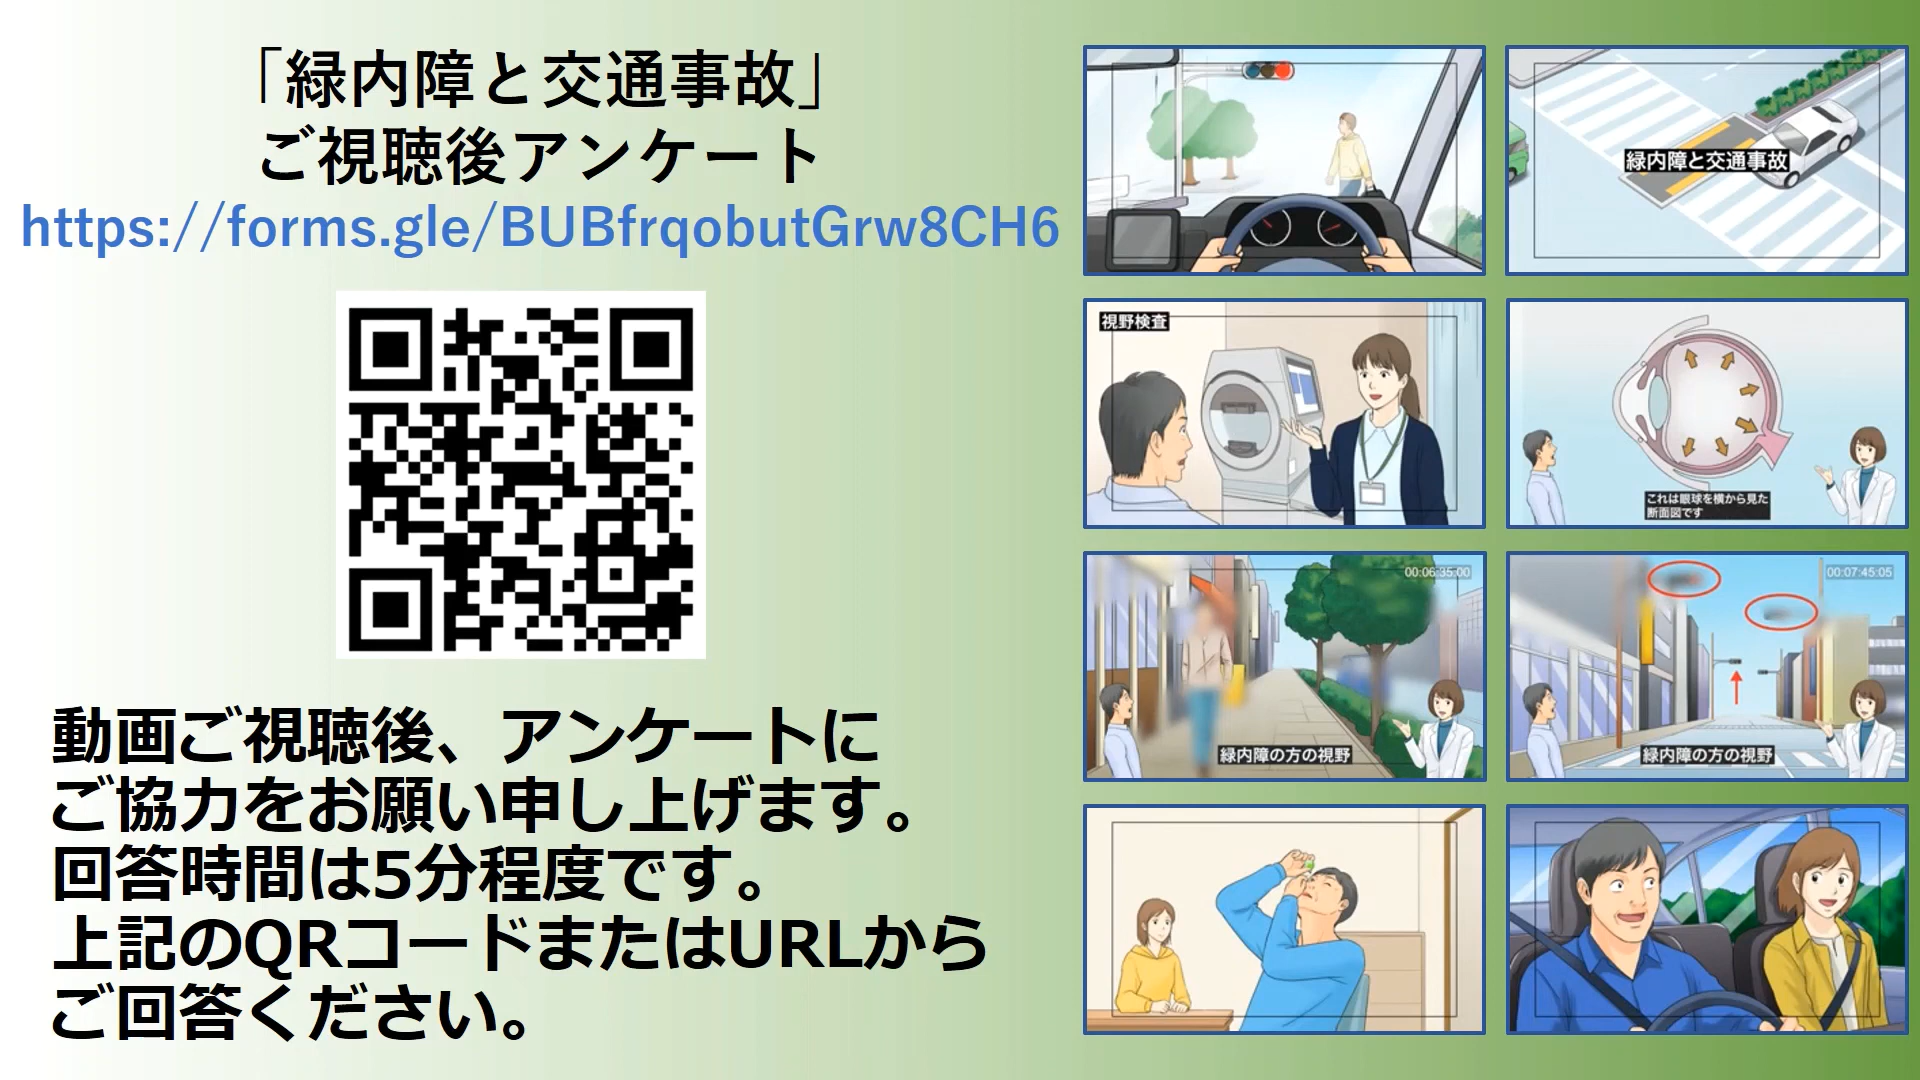 「緑内障と交通事故」
ご視聴後アンケート
https://forms.gle/BUBfrqobutGrw8CH6
動画ご視聴後、アンケートに
ご協力をお願い申し上げます。
回答時間は5分程度です。
上記のQRコードまたはURLから
ご回答ください。
緑内障と交通事故
視野検査
これは眼球を横から見た
断面図です
00:06:35:00
緑内障の方の視野
00:07:45:05
緑内障の方の視野